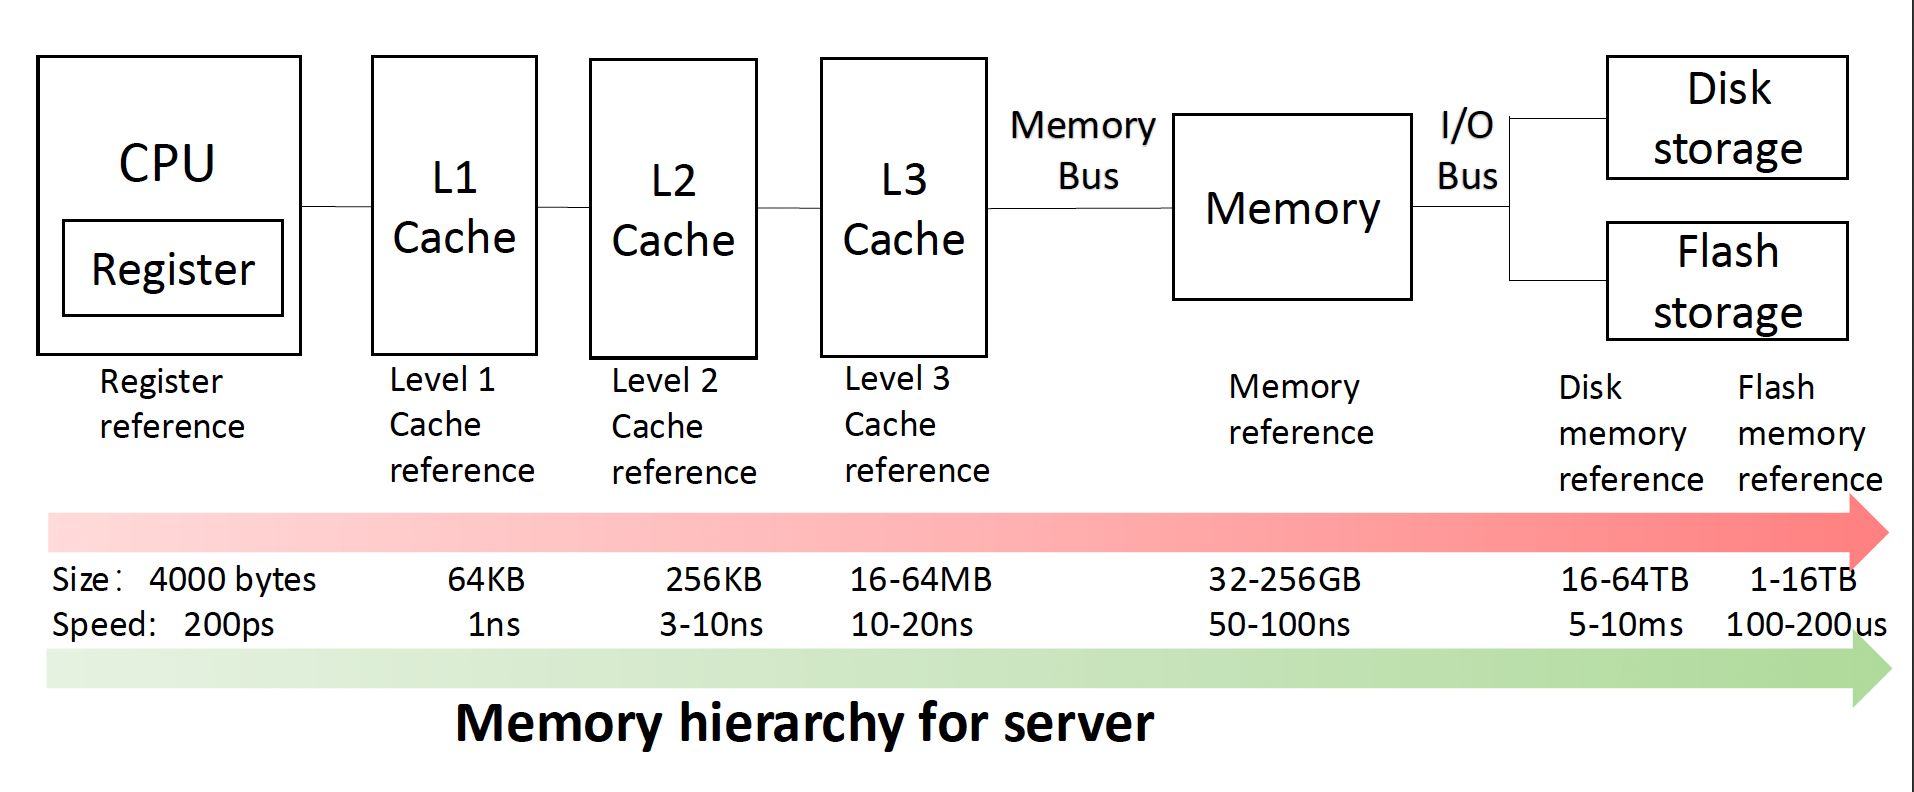 CPU
Register
L1
Cache
L2
Cache
L3
Cache
Memory
Bus
Memory
I/O
Bus
Disk
storage
Flash
storage
Register
reference
Level 1
Cache
reference
Level 2
Cache
reference
Level 3
Cache
reference
Memory
reference
Disk
memory
reference
Flash
memory
reference
Size: 4000 bytes 64KB 256KB 16-64MB 32-256GB 16-64TB 1-16TB
Speed: 200ps 1ns 3-10ns 10-20ns 50-100ns 5-10ms 100-200us
Memory hierarchy for server